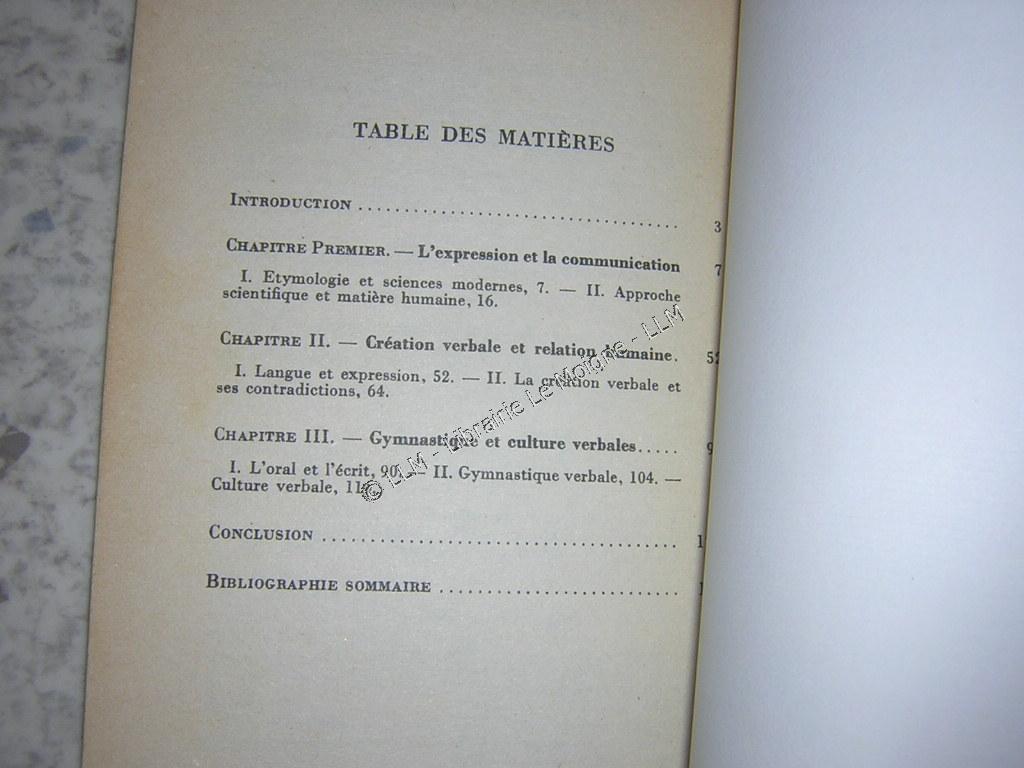 TABLE DES MATIÈRES
INTRODUCTION ........................................ 3
CHAPITRE PREMIER. — L'expression et la communication 7
I. Etymologie et sciences modernes, 7. — II. Approche
scientifique et matière humaine, 16.
CHAPITRE II. — Création verbale et relation humaine. 52
I. Langue et expression, 52. — II. La création verbale et
ses contradictions, 64.
CHAPITRE III. — Gymnastique et culture verbales.....
I. L'oral et l'écrit, 90. — II. Gymnastique verbale, 104. —
Culture verbale,
CONCLUSION ......................................
BIBLIOGRAPHIE SOMMAIRE ..........................
© LLM - Librairie Le Moigne - LLM